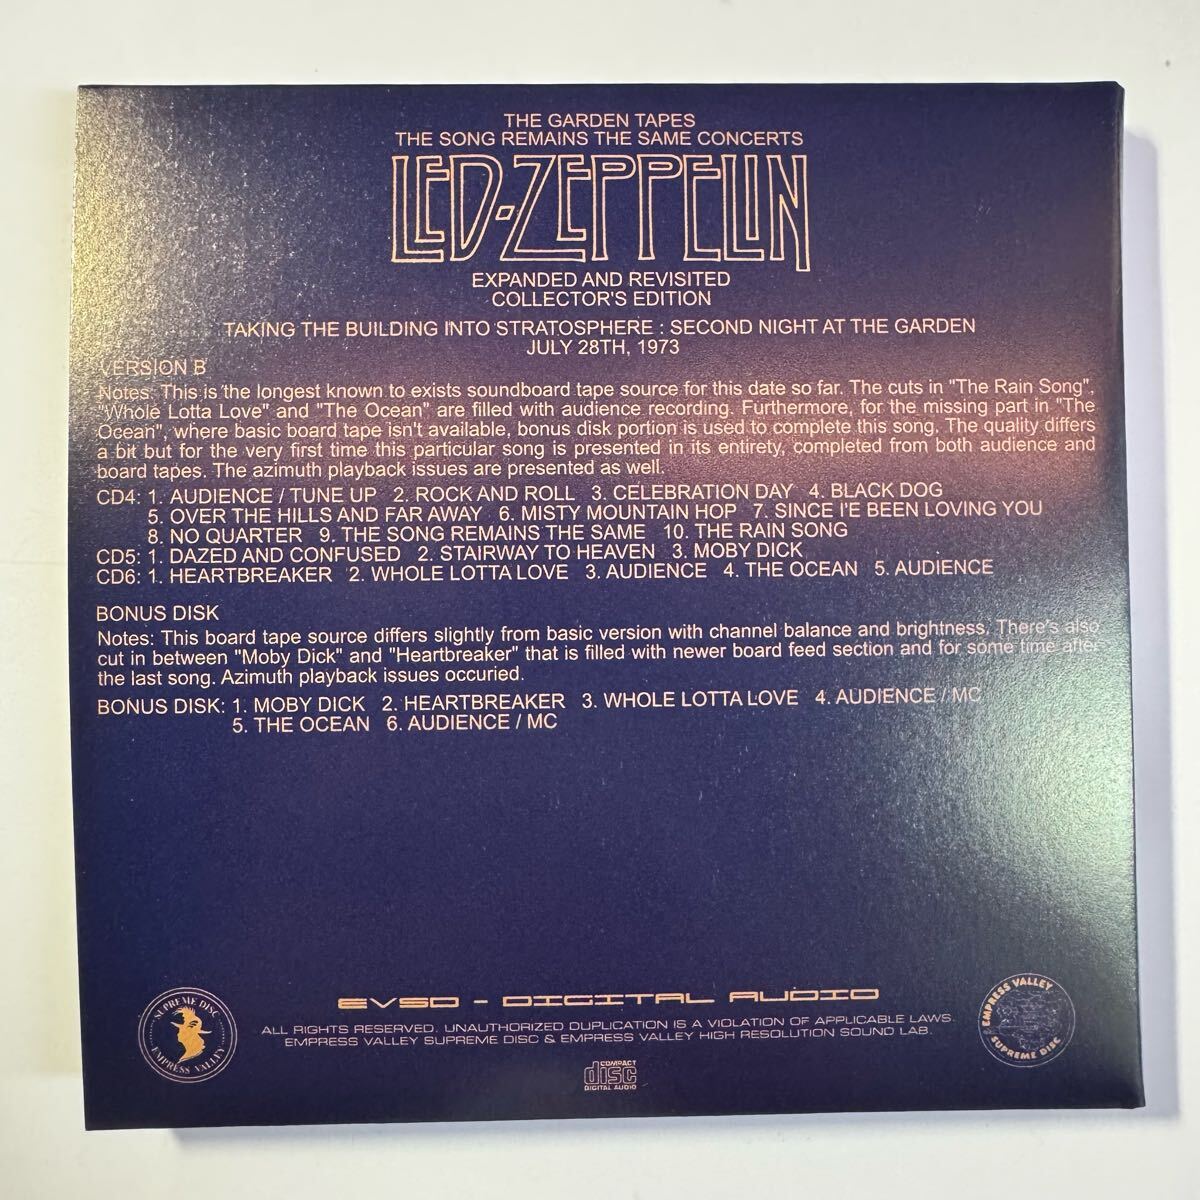 THE GARDEN TAPES
THE SONG REMAINS THE SAME CONCERTS
LED-ZEPPELIN
EXPANDED AND REVISITED
COLLECTOR'S EDITION
TAKING THE BUILDING INTO STRATOSPHERE : SECOND NIGHT AT THE GARDEN
JULY 28TH, 1973
VERSION B
Notes: This is the longest known to exists soundboard tape source for this date so far. The cuts in "The Rain Song",
"Whole Lotta Love" and "The Ocean" are filled with audience recording. Furthermore, for the missing part in "The
Ocean", where basic board tape isn't available, bonus disk portion is used to complete this song. The quality differs
a bit but for the very first time this particular song is presented in its entirety, completed from both audience and
board tapes. The azimuth playback issues are presented as well.
CD4: 1. AUDIENCE / TUNE UP 2. ROCK AND ROLL 3. CELEBRATION DAY 4. BLACK DOG
5. OVER THE HILLS AND FAR AWAY 6. MISTY MOUNTAIN HOP 7. SINCE I'E BEEN LOVING YOU
8. NO QUARTER 9. THE SONG REMAINS THE SAME 10. THE RAIN SONG
CD5: 1. DAZED AND CONFUSED 2. STAIRWAY TO HEAVEN 3. MOBY DICK
CD6: 1. HEARTBREAKER 2. WHOLE LOTTA LOVE 3. AUDIENCE 4. THE OCEAN 5. AUDIENCE
BONUS DISK
Notes: This board tape source differs slightly from basic version with channel balance and brightness. There's also
cut in between "Moby Dick" and "Heartbreaker" that is filled with newer board feed section and for some time after
the last song. Azimuth playback issues occuried.
BONUS DISK: 1. MOBY DICK 2. HEARTBREAKER 3. WHOLE LOTTA LOVE 4. AUDIENCE / MC
5. THE OCEAN 6. AUDIENCE / MC
EVSD - DIGITAL AUDIO
ALL RIGHTS RESERVED. UNAUTHORIZED DUPLICATION IS A VIOLATION OF APPLICABLE LAWS.
EMPRESS VALLEY SUPREME DISC & EMPRESS VALLEY HIGH RESOLUTION SOUND LAB.
SUPREME DISC
EMPRESS VALLEY
EMPRESS VALLEY
SUPREME DISC
COMPACT
disc
DIGITAL AUDIO